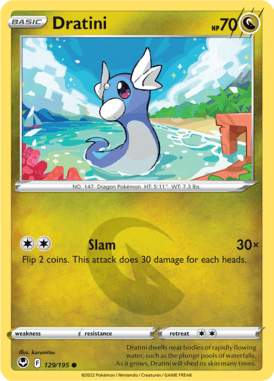 BASIC Dratini HP70
NO. 147 Dragon Pokémon HT: 5'11" WT: 7.3 lbs.
Slam 30×
Flip 2 coins. This attack does 30 damage for each heads.
weakness resistance retreat
Illus. kurumitsu
F 129/195
Dratini dwells near bodies of rapidly flowing
water, such as the plunge pools of waterfalls.
As it grows, Dratini will shed its skin many times.
©2022 Pokémon / Nintendo / Creatures / GAME FREAK